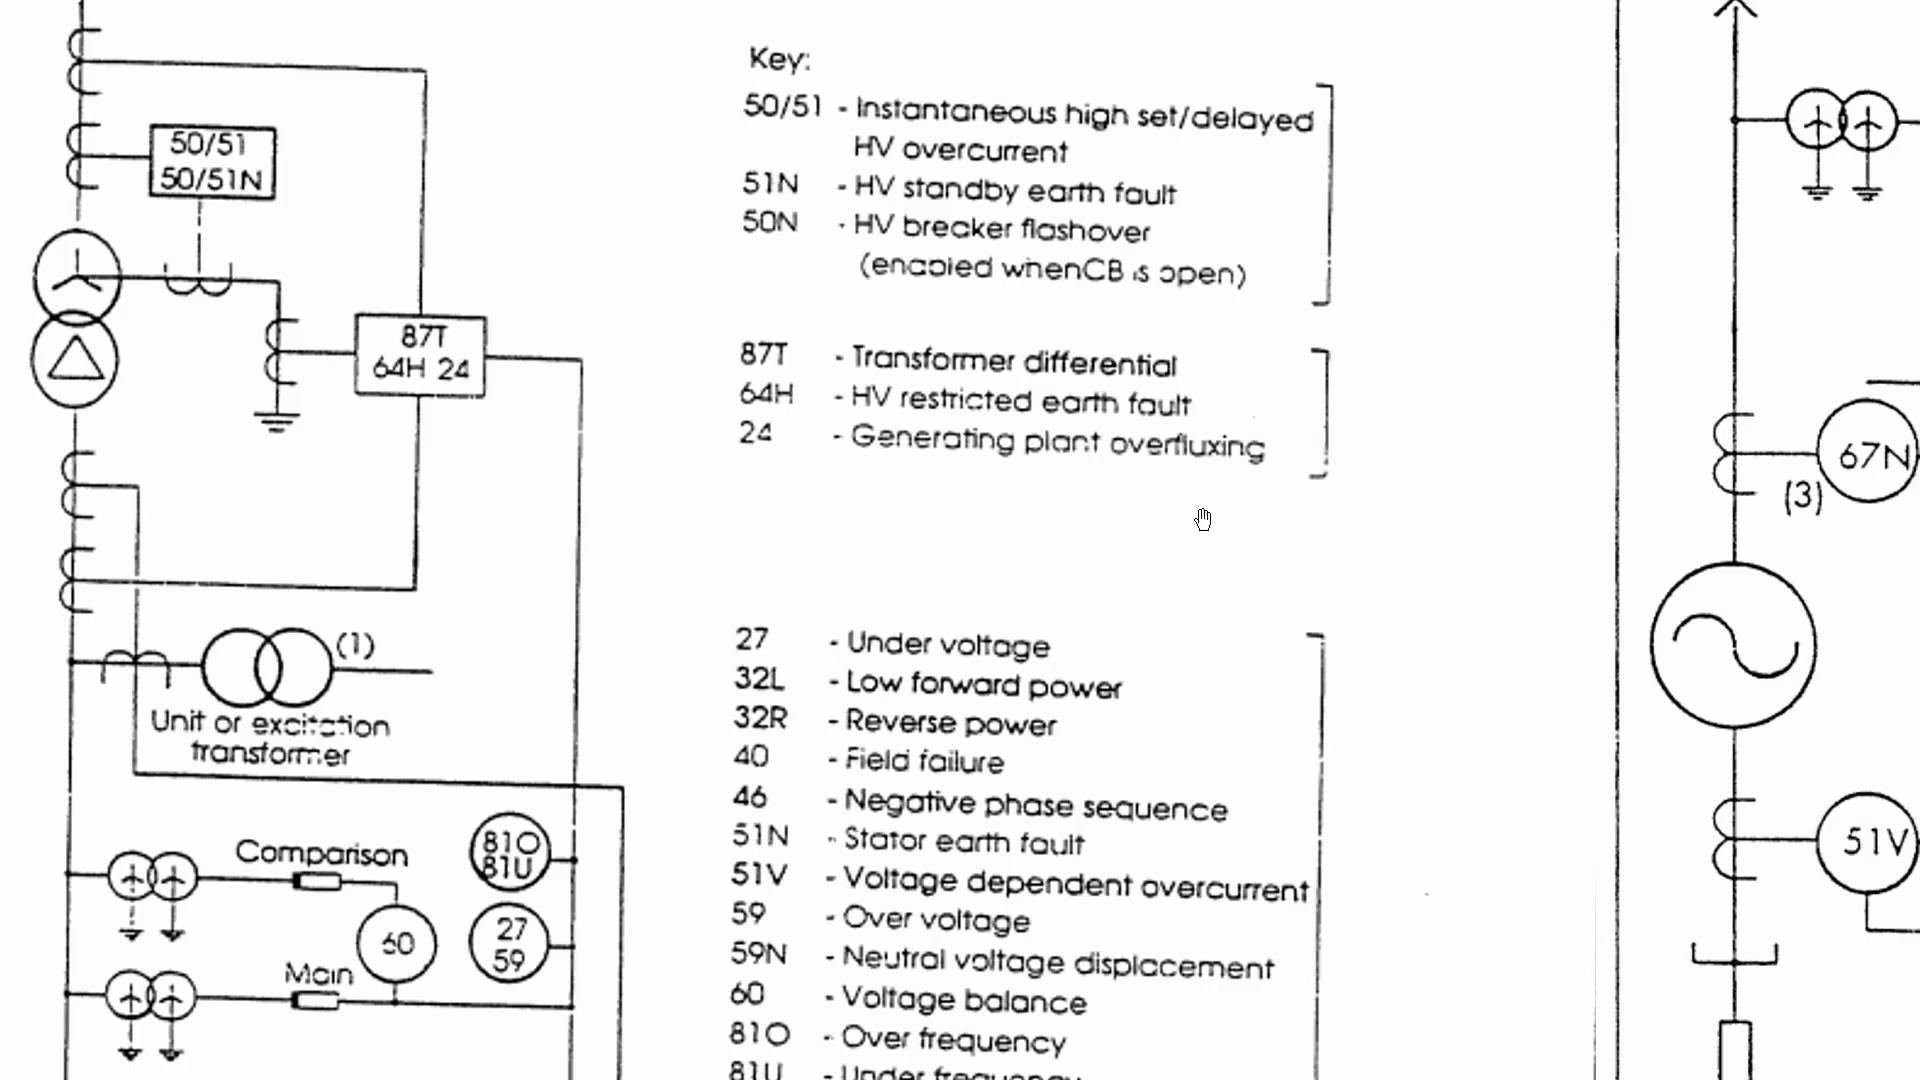 50/51
50/51N
87T
64H 24
(1)
Unit or excitation
transformer
Comparison
81O
81U
60
27
59
Main
Key:
50/51 - Instantaneous high set/delayed
HV overcurrent
51N - HV standby earth fault
50N - HV breaker flashover
(enabled when CB is open)
87T - Transformer differential
64H - HV restricted earth fault
24 - Generating plant overfluxing
27 - Under voltage
32L - Low forward power
32R - Reverse power
40 - Field failure
46 - Negative phase sequence
51N - Stator earth fault
51V - Voltage dependent overcurrent
59 - Over voltage
59N - Neutral voltage displacement
60 - Voltage balance
81O - Over frequency
81U - Under frequency
67N
(3)
51V